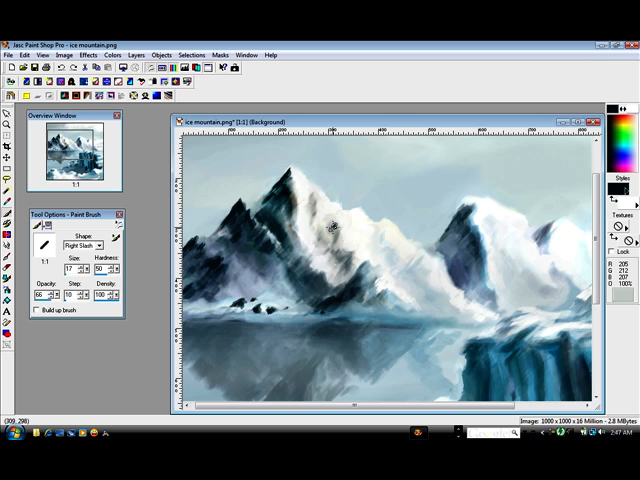 Jasc Paint Shop Pro - ice mountain.png
File Edit View Image Effects Colors Layers Objects Selections Masks Window Help
Overview Window
1:1
Tool Options - Paint Brush
Shape:
Right Slash
1:1
Size: Hardness:
17 50
Opacity: Step: Density:
66 10 100
Build up brush
ice mountain.png* [1:1] (Background)
Styles
Textures
Lock
R 205
G 212
B 207
O 100%
(309, 298)
Image: 1000 x 1000 x 16 Million - 2.8 MBytes
2:47 AM